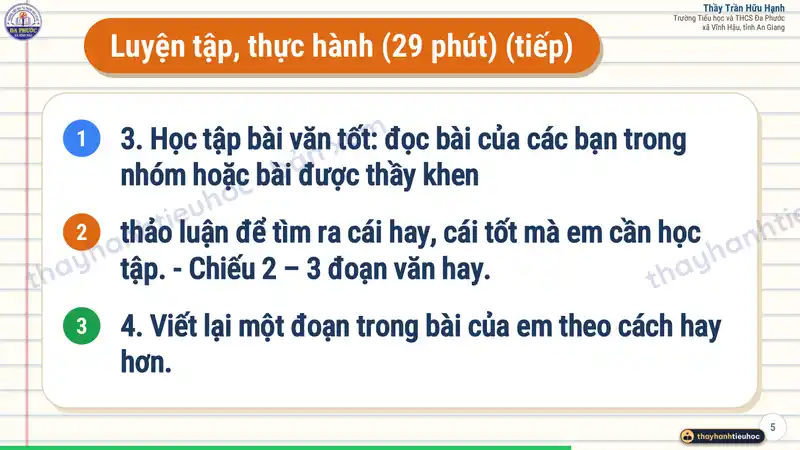 Thầy Trần Hữu Hạnh
Trường Tiểu học và THCS Đa Phước
xã Vĩnh Hậu, tỉnh An Giang
ĐA PHƯỚC
Luyện tập, thực hành (29 phút) (tiếp)
1
3. Học tập bài văn tốt: đọc bài của các bạn trong
nhóm hoặc bài được thầy khen
2
thảo luận để tìm ra cái hay, cái tốt mà em cần học
tập. - Chiếu 2 – 3 đoạn văn hay.
3
4. Viết lại một đoạn trong bài của em theo cách hay
hơn.
5
thayhanhtieuhoc